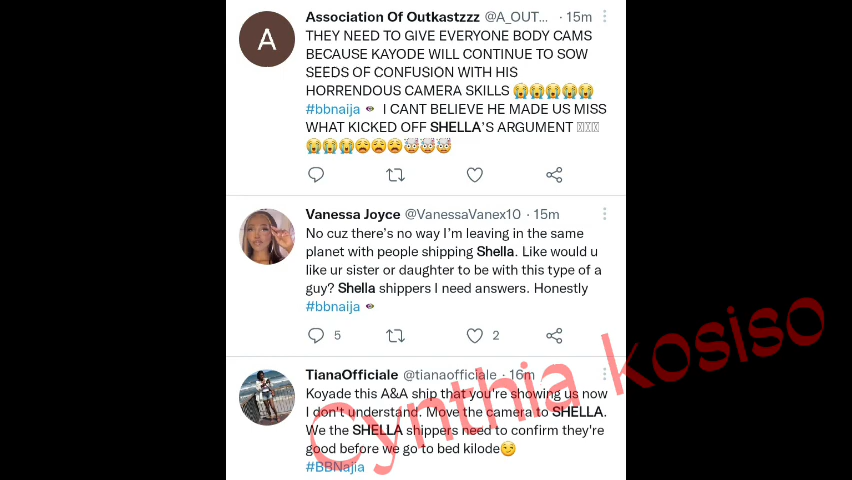 A
Association Of Outkastzzz @A_OUT... · 15m
THEY NEED TO GIVE EVERYONE BODY CAMS
BECAUSE KAYODE WILL CONTINUE TO SOW
SEEDS OF CONFUSION WITH HIS
HORRENDOUS CAMERA SKILLS 😭😭😭😭😭
#bbnaija I CANT BELIEVE HE MADE US MISS
WHAT KICKED OFF SHELLA'S ARGUMENT
😭😭😭😩😩😩🤯🤯🤯
Vanessa Joyce @VanessaVanex10 · 15m
No cuz there's no way I'm leaving in the same
planet with people shipping Shella. Like would u
like ur sister or daughter to be with this type of a
guy? Shella shippers I need answers. Honestly
#bbnaija
5 2
TianaOfficiale @tianaofficiale · 16m
Koyade this A&A ship that you're showing us now
I don't understand. Move the camera to SHELLA.
We the SHELLA shippers need to confirm they're
good before we go to bed kilode😏
#BBNajia
Cynthia kosiso